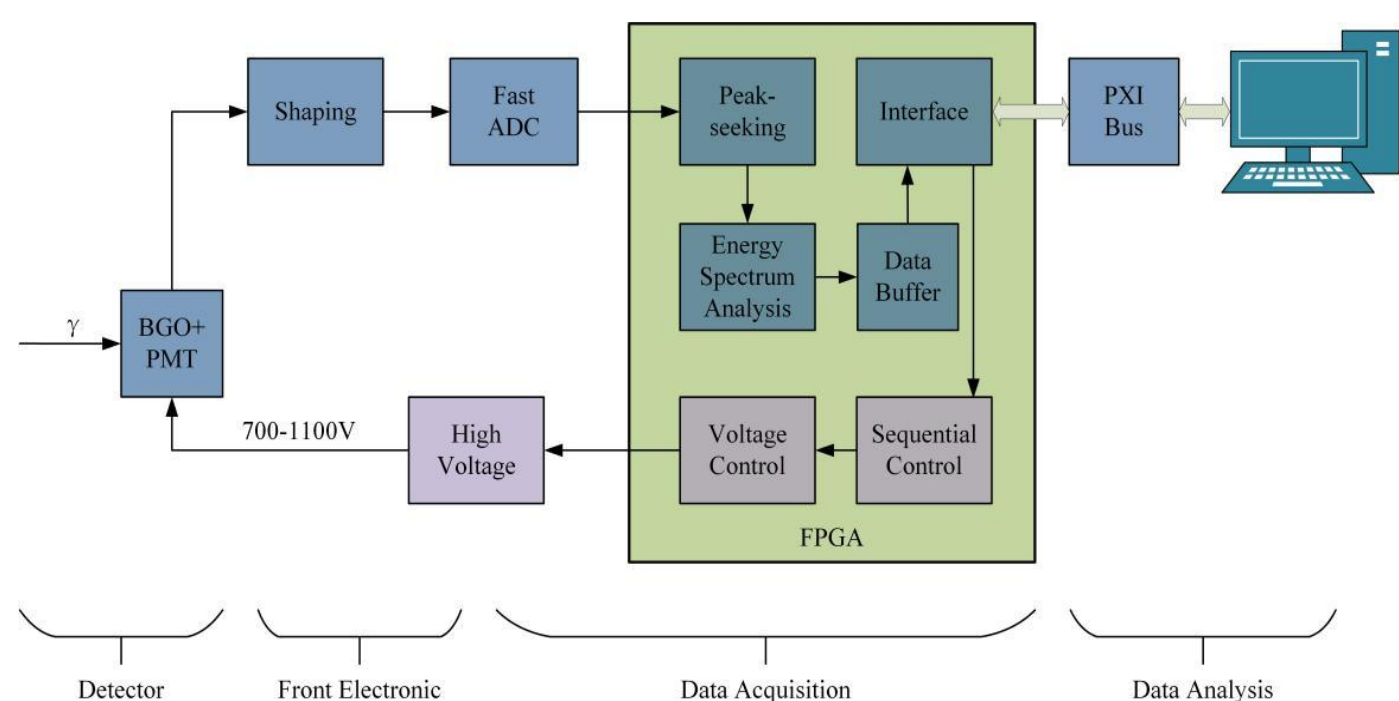 Shaping
Fast
ADC
Peak-
seeking
Interface
PXI
Bus
Energy
Spectrum
Analysis
Data
Buffer
γ
BGO+
PMT
700-1100V
High
Voltage
Voltage
Control
Sequential
Control
FPGA
Detector
Front Electronic
Data Acquisition
Data Analysis